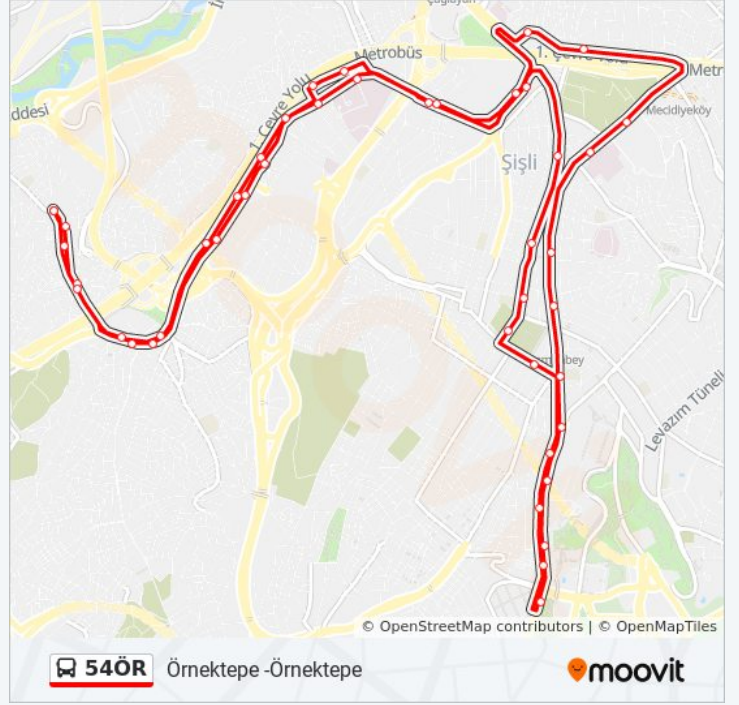 Çağlayan
Metrobüs
1. Çevre Yolu
1. Çevre Yolu
Metr
ddesi
Mecidiyeköy
Şişli
bey
Levazım Tüneli
© OpenStreetMap contributors | © OpenMapTiles
54ÖR Örnektepe -Örnektepe
moovit